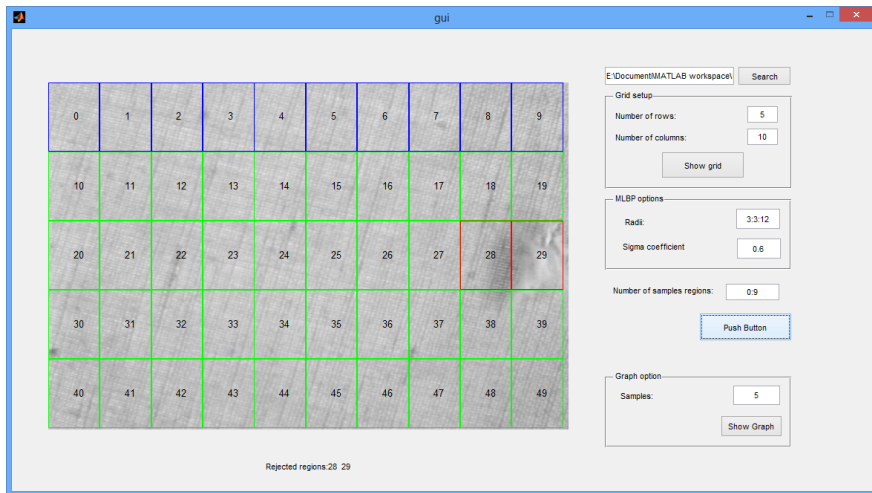 gui
E:\Document\MATLAB workspace\
Search
Grid setup
Number of rows: 5
Number of columns: 10
Show grid
MLBP options
Radii: 3:3:12
Sigma coefficient 0.6
Number of samples regions: 0:9
Push Button
Graph option
Samples: 5
Show Graph
0 1 2 3 4 5 6 7 8 9
10 11 12 13 14 15 16 17 18 19
20 21 22 23 24 25 26 27 28 29
30 31 32 33 34 35 36 37 38 39
40 41 42 43 44 45 46 47 48 49
Rejected regions:28 29